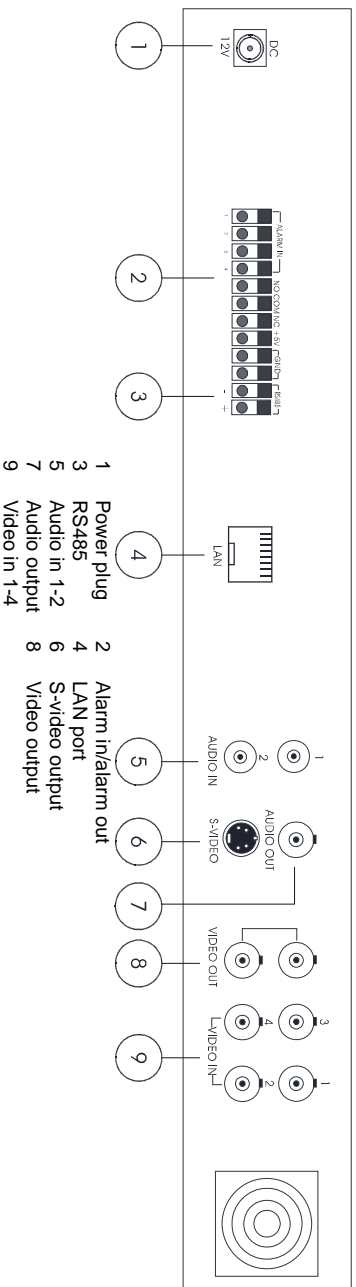 DC
12V
ALARM IN
1 2 3 4
NO COM NC +5V GND RS485
- +
LAN
1
2
AUDIO IN
AUDIO OUT
S-VIDEO
VIDEO OUT
3 1
4 2
VIDEO IN
1 2 3 4 5 6 7 8 9
1 Power plug 2 Alarm in/alarm out
3 RS485 4 LAN port
5 Audio in 1-2 6 S-video output
7 Audio output 8 Video output
9 Video in 1-4